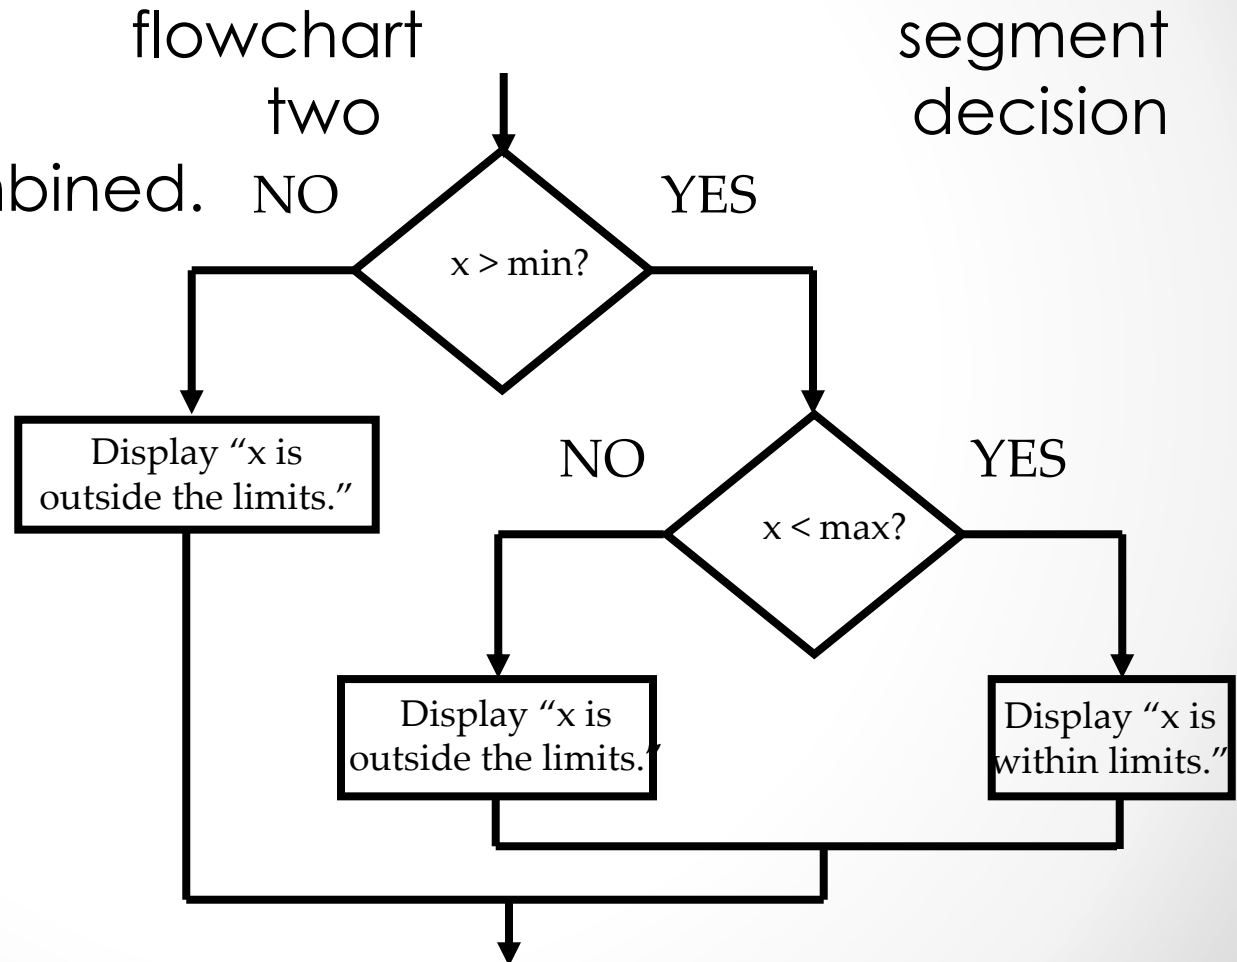 flowchart segment
two decision
nbined.
NO YES
x > min?
Display “x is
outside the limits.”
NO YES
x < max?
Display “x is
outside the limits.”
Display “x is
within limits.”